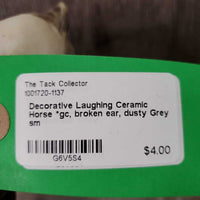 The Tack Collector
1001720-1137
Decorative Laughing Ceramic
Horse *gc, broken ear, dusty Grey
sm
G6V5S4
$4.00